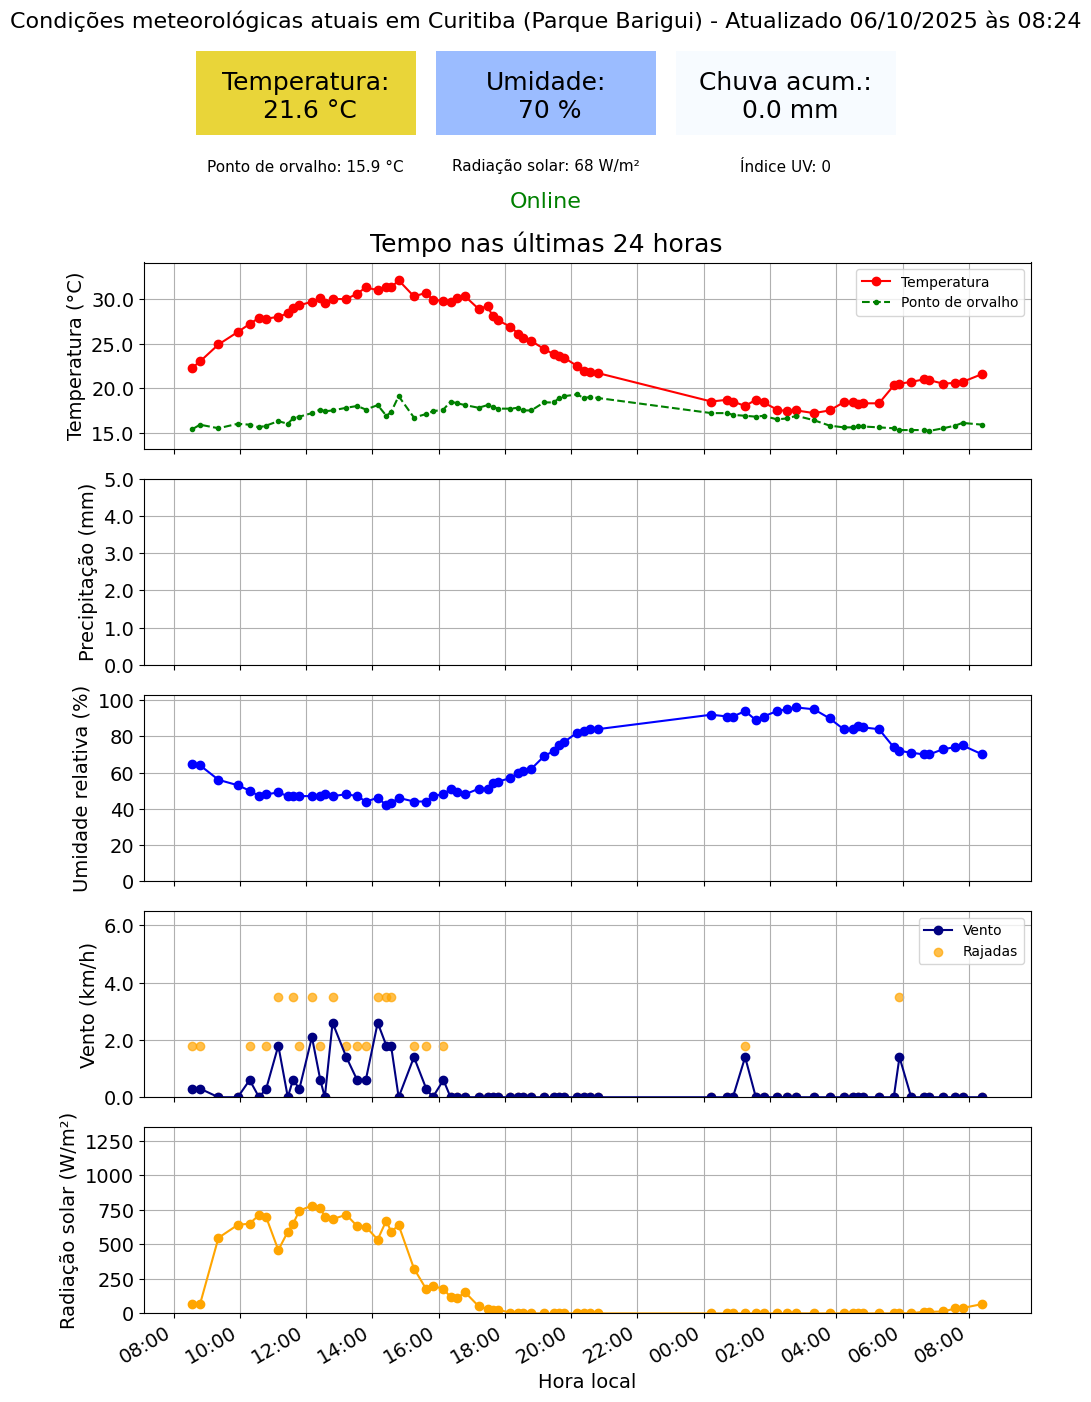 Condições meteorológicas atuais em Curitiba (Parque Barigui) - Atualizado 06/10/2025 às 08:24
Temperatura:
21.6 °C
Umidade:
70 %
Chuva acum.:
0.0 mm
Ponto de orvalho: 15.9 °C
Radiação solar: 68 W/m²
Índice UV: 0
Online
Tempo nas últimas 24 horas
Temperatura (°C)
30.0
25.0
20.0
15.0
Temperatura
Ponto de orvalho
Precipitação (mm)
5.0
4.0
3.0
2.0
1.0
0.0
Umidade relativa (%)
100
80
60
40
20
0
Vento (km/h)
6.0
4.0
2.0
0.0
Vento
Rajadas
Radiação solar (W/m²)
1250
1000
750
500
250
0
08:00
10:00
12:00
14:00
16:00
18:00
20:00
22:00
00:00
02:00
04:00
06:00
08:00
Hora local